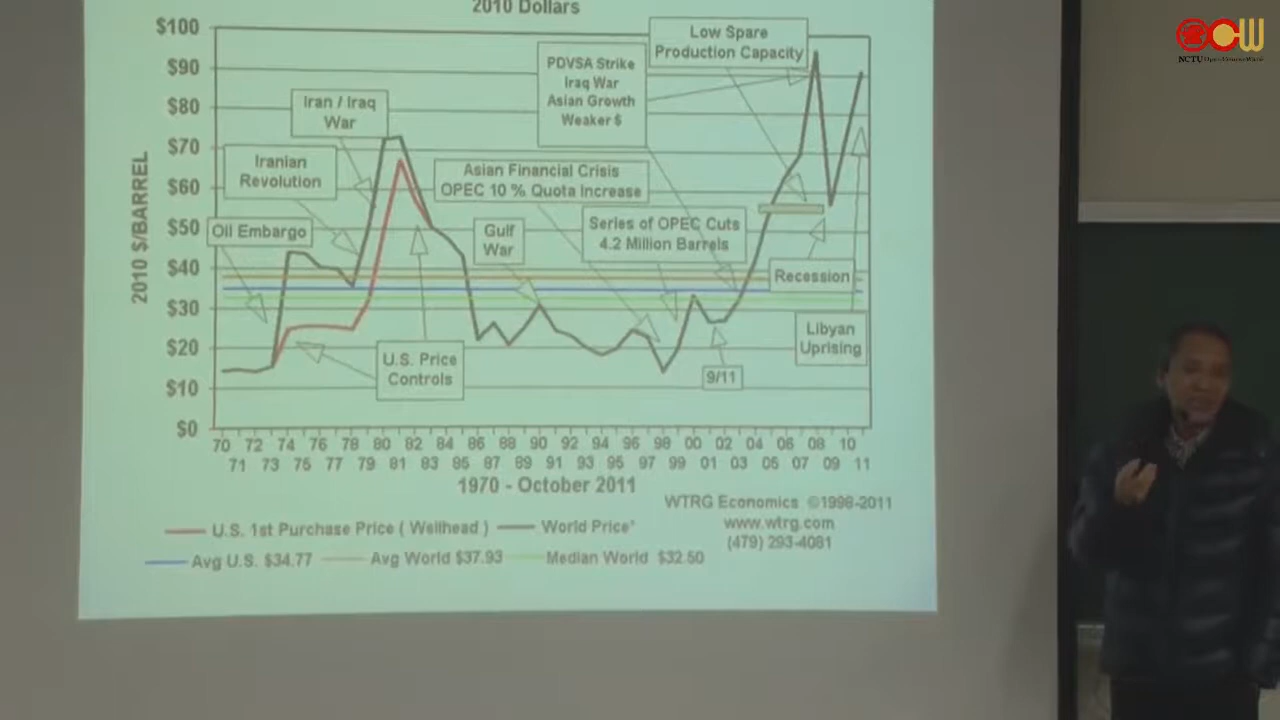 2010 Dollars
$100
$90
$80
$70
$60
$50
$40
$30
$20
$10
$0
2010 $/BARREL
Low Spare
Production Capacity
PDVSA Strike
Iraq War
Asian Growth
Weaker $
Iran / Iraq
War
Iranian
Revolution
Asian Financial Crisis
OPEC 10 % Quota Increase
Oil Embargo
Gulf
War
Series of OPEC Cuts
4.2 Million Barrels
Recession
Libyan
Uprising
U.S. Price
Controls
9/11
70 72 74 76 78 80 82 84 86 88 90 92 94 96 98 00 02 04 06 08 10
71 73 75 77 79 81 83 85 87 89 91 93 95 97 99 01 03 05 07 09 11
1970 - October 2011
WTRG Economics ©1998-2011
www.wtrg.com
(479) 293-4081
U.S. 1st Purchase Price ( Wellhead ) World Price*
Avg U.S. $34.77 Avg World $37.93 Median World $32.50
OCW
NCTU OpenCourseWare